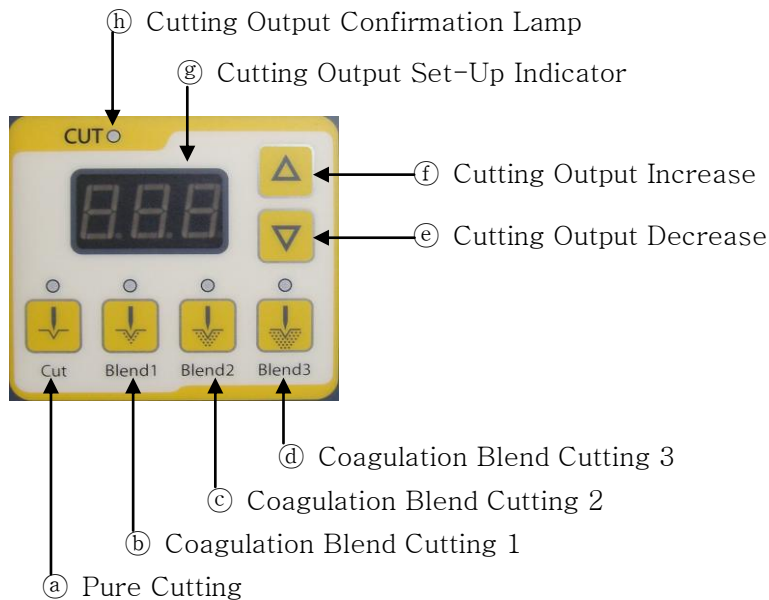 ⓗ Cutting Output Confirmation Lamp
ⓖ Cutting Output Set-Up Indicator
CUT
888
ⓕ Cutting Output Increase
ⓔ Cutting Output Decrease
Cut Blend1 Blend2 Blend3
ⓓ Coagulation Blend Cutting 3
ⓒ Coagulation Blend Cutting 2
ⓑ Coagulation Blend Cutting 1
ⓐ Pure Cutting